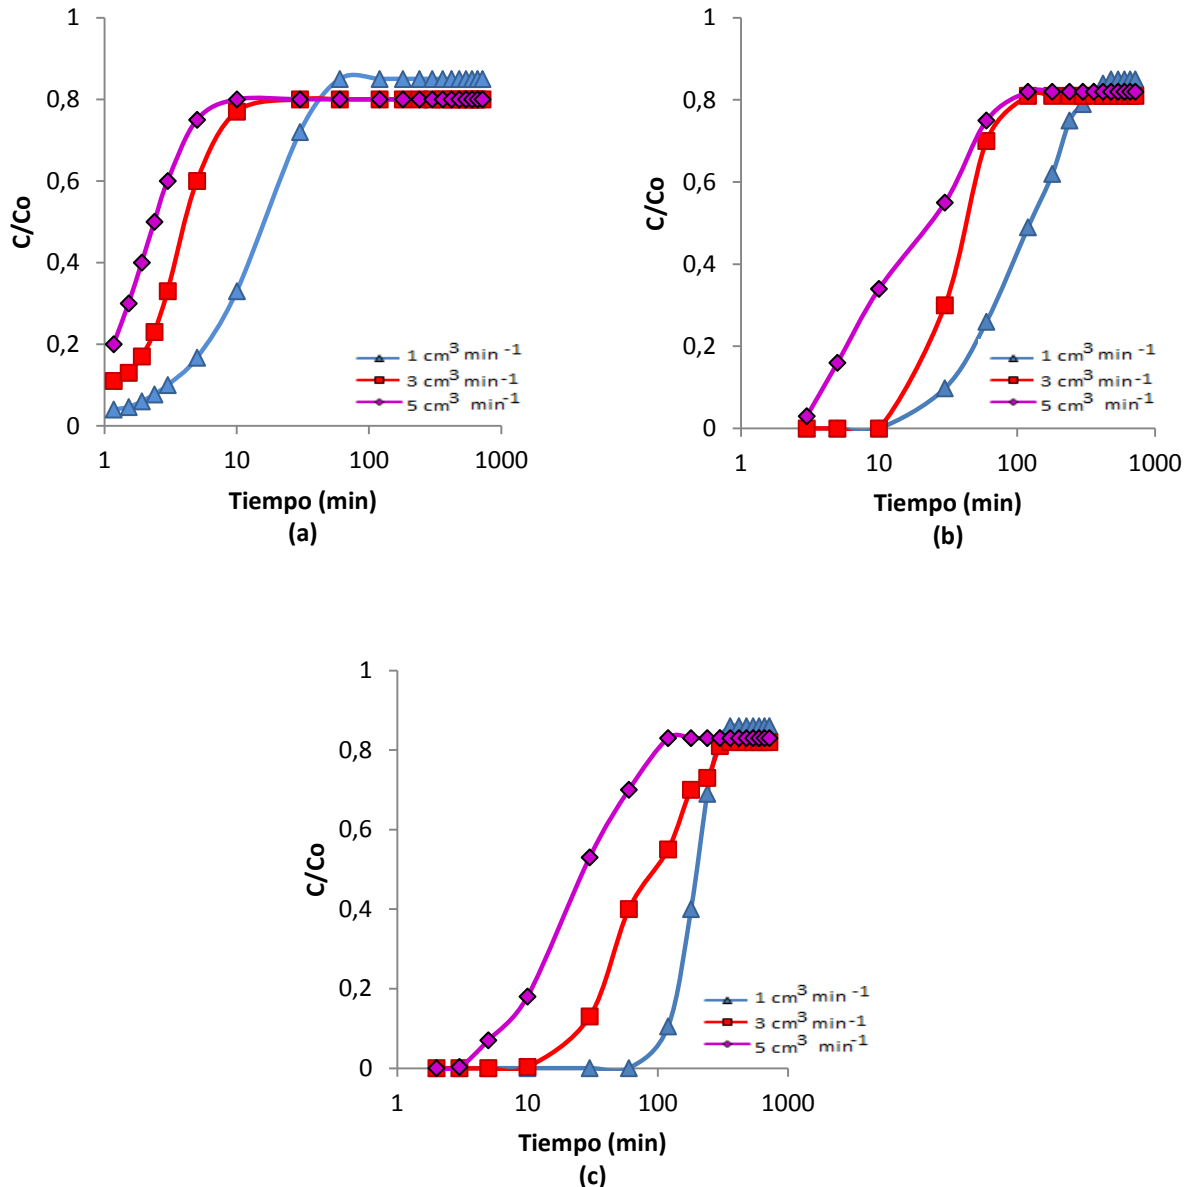 1
0,8
0,6
0,4
0,2
0
C/Co
1 10 100 1000
Tiempo (min)
(a)
1 cm³ min -1
3 cm³ min-1
5 cm³ min-1
1
0,8
0,6
0,4
0,2
0
C/Co
1 10 100 1000
Tiempo (min)
(b)
1 cm³ min -1
3 cm³ min-1
5 cm³ min-1
1
0,8
0,6
0,4
0,2
0
C/Co
1 10 100 1000
Tiempo (min)
(c)
1 cm³ min -1
3 cm³ min-1
5 cm³ min-1